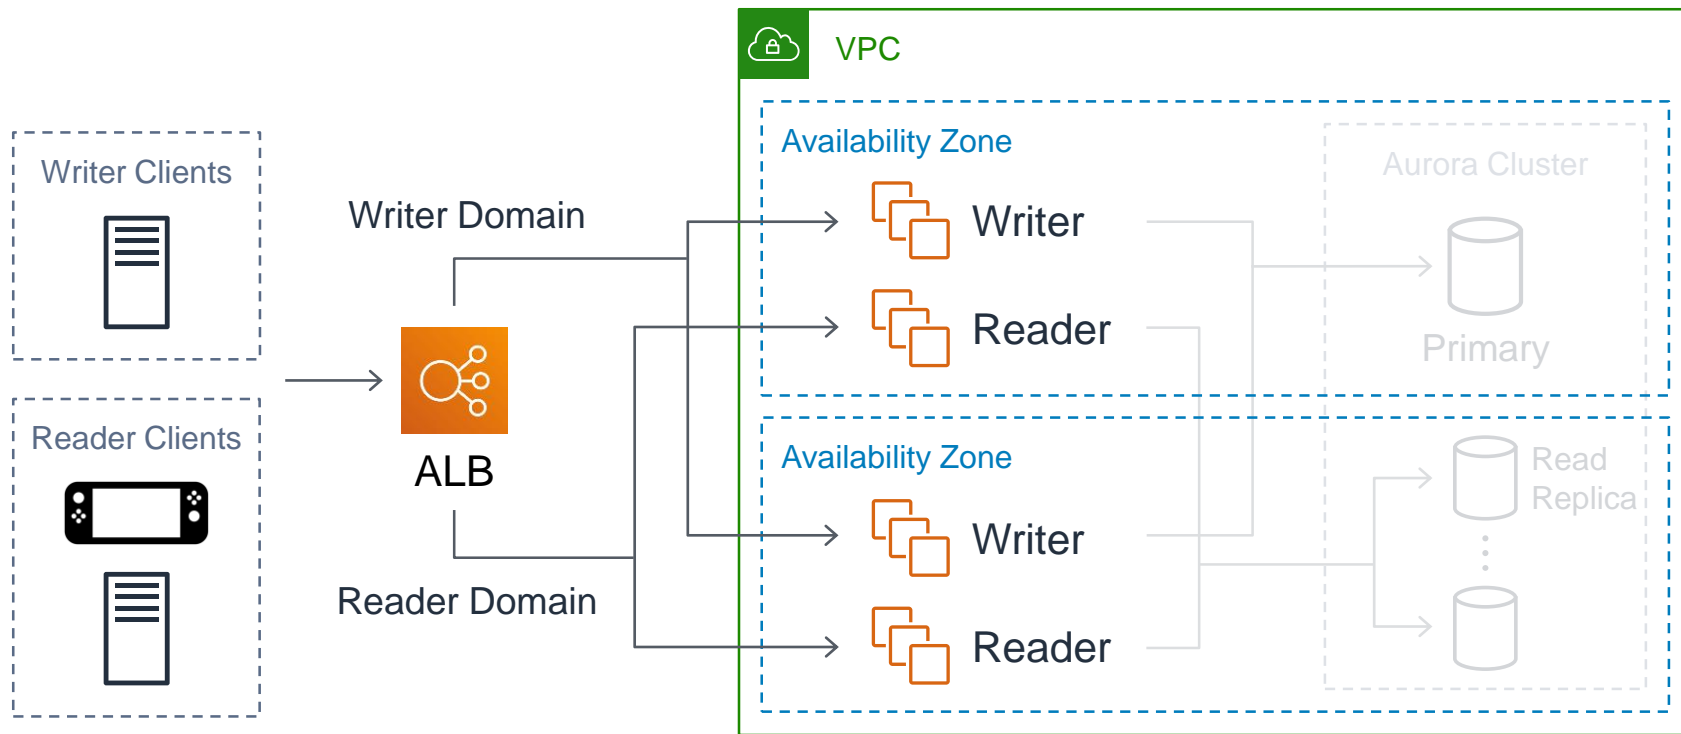 VPC
Writer Clients
Reader Clients
Writer Domain
ALB
Reader Domain
Availability Zone
Writer
Reader
Availability Zone
Writer
Reader
Aurora Cluster
Primary
Read
Replica